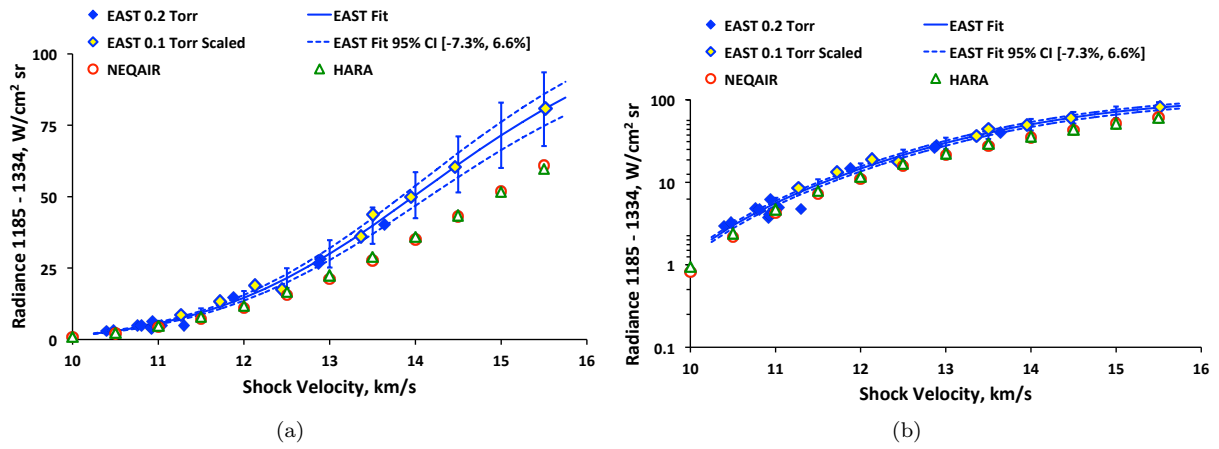 EAST 0.2 Torr
EAST Fit
EAST 0.1 Torr Scaled
EAST Fit 95% CI [-7.3%, 6.6%]
NEQAIR
HARA
100
75
50
25
0
Radiance 1185 - 1334, W/cm² sr
10 11 12 13 14 15 16
Shock Velocity, km/s
(a)
EAST 0.2 Torr
EAST Fit
EAST 0.1 Torr Scaled
EAST Fit 95% CI [-7.3%, 6.6%]
NEQAIR
HARA
100
10
1
0.1
Radiance 1185 - 1334, W/cm² sr
10 11 12 13 14 15 16
Shock Velocity, km/s
(b)